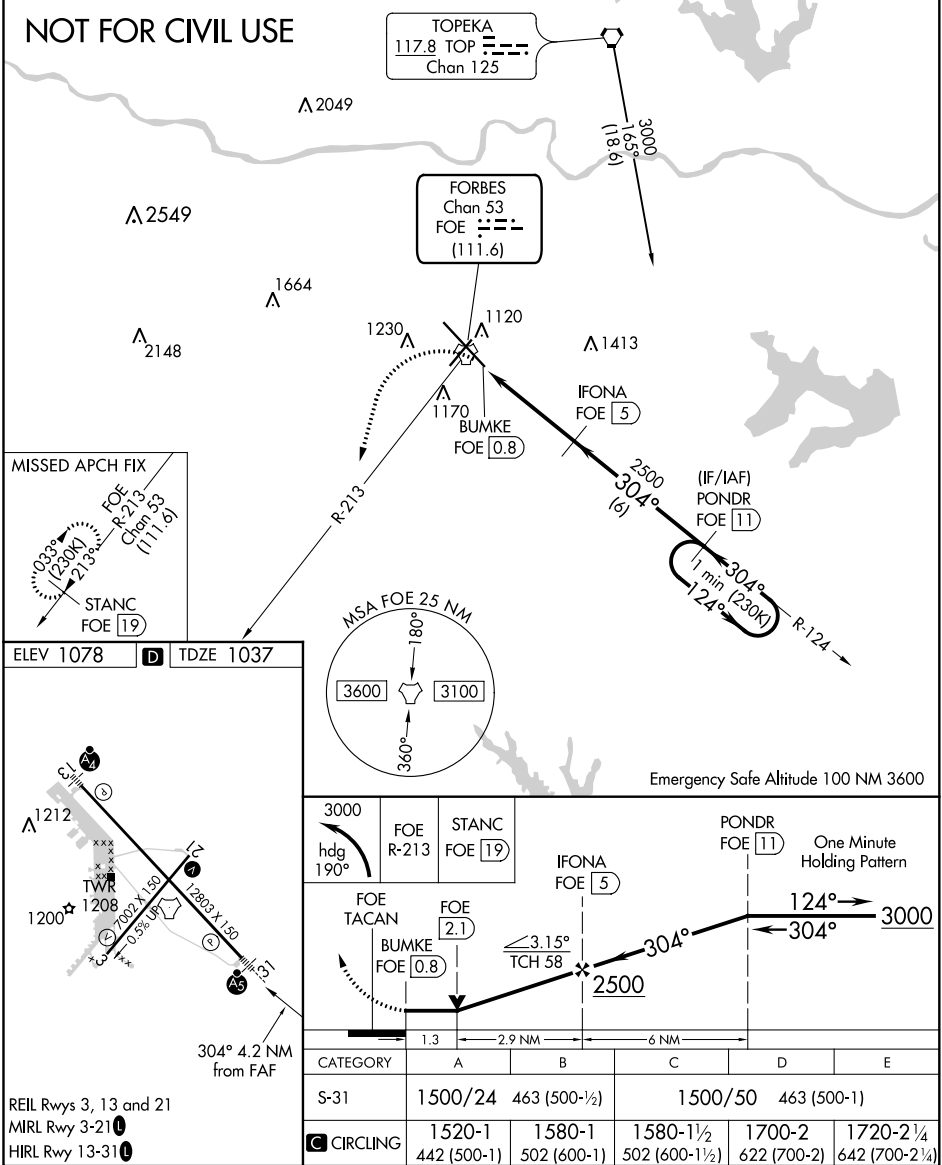 NOT FOR CIVIL USE
TOPEKA
117.8 TOP
Chan 125
2049
3000
165°
(18.6)
FORBES
Chan 53
FOE
(111.6)
2549
1664
2148
1230
1120
1413
1170
BUMKE
FOE 0.8
IFONA
FOE 5
2500
304°
(6)
(IF/IAF)
PONDR
FOE 11
304°
1 min (230K)
124°
R-124
R-213
MISSED APCH FIX
FOE
R-213
Chan 53
(111.6)
033°
(230K)
213°
STANC
FOE 19
MSA FOE 25 NM
180°
3600
3100
360°
Emergency Safe Altitude 100 NM 3600
ELEV 1078
D
TDZE 1037
A4
13
P
1212
21
V
TWR
1208
1200
7002 X 150
0.5% UP
12803 X 150
V
P
3
31
A5
304° 4.2 NM
from FAF
REIL Rwys 3, 13 and 21
MIRL Rwy 3-21 L
HIRL Rwy 13-31 L
3000
hdg
190°
FOE
R-213
STANC
FOE 19
FOE
TACAN
BUMKE
FOE 0.8
FOE
2.1
3.15°
TCH 58
IFONA
FOE 5
2500
304°
PONDR
FOE 11
One Minute
Holding Pattern
124°
304°
3000
1.3
2.9 NM
6 NM
CATEGORY A B C D E
S-31 1500/24 463 (500-½) 1500/50 463 (500-1)
C CIRCLING 1520-1 1580-1 1580-1½ 1700-2 1720-2¼
442 (500-1) 502 (600-1) 502 (600-1½) 622 (700-2) 642 (700-2¼)